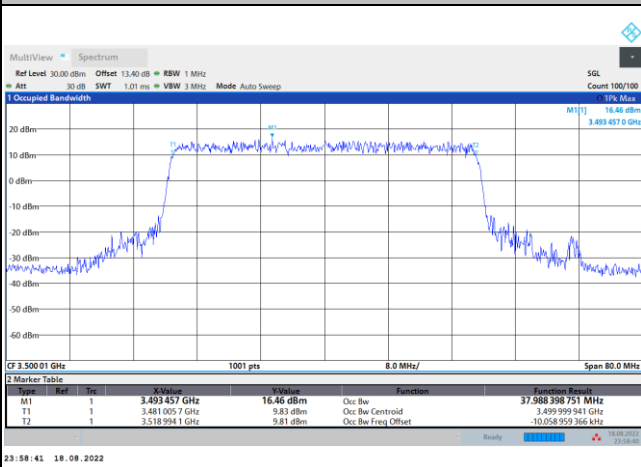 MultiView Spectrum
Ref Level 30.00 dBm Offset 13.40 dB RBW 1 MHz SGL
Att 30 dB SWT 1.01 ms VBW 3 MHz Mode Auto Sweep Count 100/100
1 Occupied Bandwidth 1Pk Max
M1[1] 16.46 dBm
3.493 457 0 GHz
M1
20 dBm
T1 T2
10 dBm
0 dBm
-10 dBm
-20 dBm
-30 dBm
-40 dBm
-50 dBm
-60 dBm
CF 3.500 01 GHz 1001 pts 8.0 MHz/ Span 80.0 MHz
2 Marker Table
Type Ref Trc X-Value Y-Value Function Function Result
M1 1 3.493 457 GHz 16.46 dBm Occ Bw 37.988 398 751 MHz
T1 1 3.481 005 7 GHz 9.83 dBm Occ Bw Centroid 3.499 999 941 GHz
T2 1 3.518 994 1 GHz 9.81 dBm Occ Bw Freq Offset -10.058 959 366 kHz
Ready 18.08.2022
23:58:40
23:58:41 18.08.2022